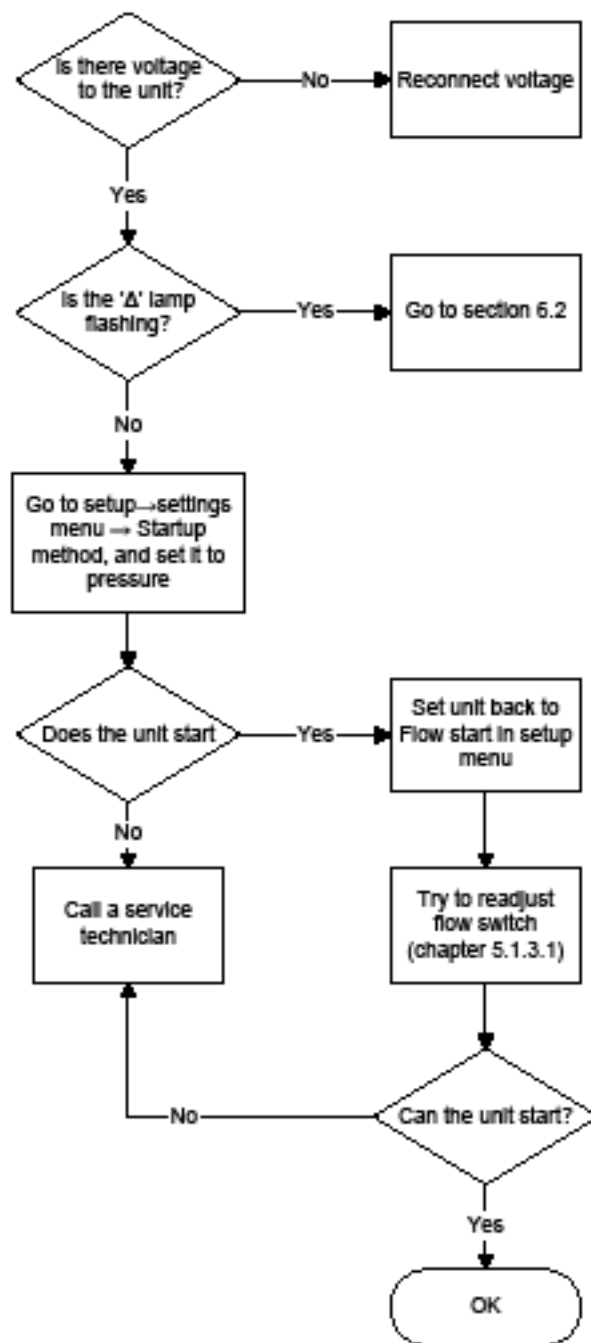 Is there voltage
to the unit?
No
Reconnect voltage
Yes
Is the 'Δ' lamp
flashing?
Yes
Go to section 6.2
No
Go to setup→settings
menu → Startup
method, and set it to
pressure
Does the unit start
Yes
Set unit back to
Flow start in setup
menu
No
Call a service
technician
Try to readjust
flow switch
(chapter 5.1.3.1)
No
Can the unit start?
Yes
OK